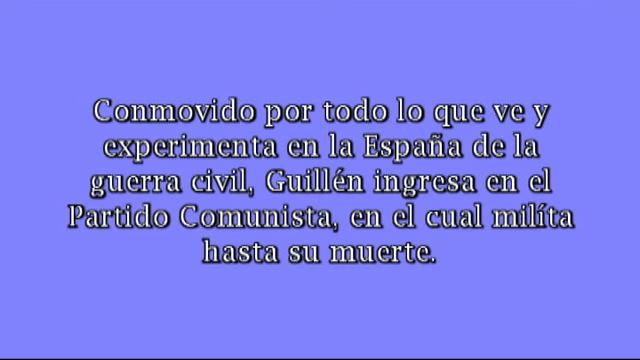 Conmovido por todo lo que ve y
experimenta en la España de la
guerra civil, Guillén ingresa en el
Partido Comunista, en el cual milíta
hasta su muerte.